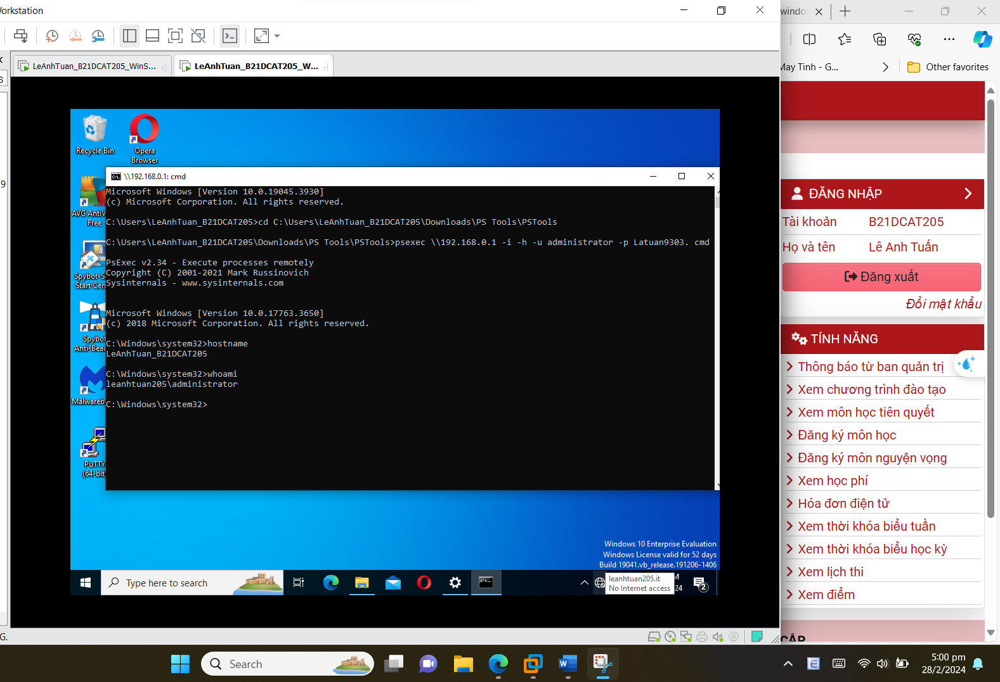 Workstation
LeAnhTuan_B21DCAT205_WinS...
LeAnhTuan_B21DCAT205_W...
Recycle Bin
Opera
Browser
\\192.168.0.1: cmd
Microsoft Windows [Version 10.0.19045.3930]
(c) Microsoft Corporation. All rights reserved.
C:\Users\LeAnhTuan_B21DCAT205>cd C:\Users\LeAnhTuan_B21DCAT205\Downloads\PS Tools\PSTools
C:\Users\LeAnhTuan_B21DCAT205\Downloads\PS Tools\PSTools>psexec \\192.168.0.1 -i -h -u administrator -p Latuan9303. cmd
PsExec v2.34 - Execute processes remotely
Copyright (C) 2001-2021 Mark Russinovich
Sysinternals - www.sysinternals.com
Microsoft Windows [Version 10.0.17763.3650]
(c) 2018 Microsoft Corporation. All rights reserved.
C:\Windows\system32>hostname
LeAnhTuan_B21DCAT205
C:\Windows\system32>whoami
leanhtuan205\administrator
C:\Windows\system32>
AVG AntiV
Free
Spybot-S
Start Cen
Spybot
Anti-Beac
Malwareb
PuTTY
(64-bit
Windows 10 Enterprise Evaluation
Windows License valid for 52 days
Build 19041.vb_release.191206-1406
Type here to search
leanhtuan205.it
No Internet access
M
24
2
9
6
G.
windo
May Tinh - G...
Other favorites
ĐĂNG NHẬP
Tài khoản B21DCAT205
Họ và tên Lê Anh Tuấn
Đăng xuất
Đổi mật khẩu
TÍNH NĂNG
Thông báo từ ban quản trị
Xem chương trình đào tạo
Xem môn học tiên quyết
Đăng ký môn học
Đăng ký môn nguyện vọng
Xem học phí
Hóa đơn điện tử
Xem thời khóa biểu tuần
Xem thời khóa biểu học kỳ
Xem lịch thi
Xem điểm
Search
5:00 pm
28/2/2024